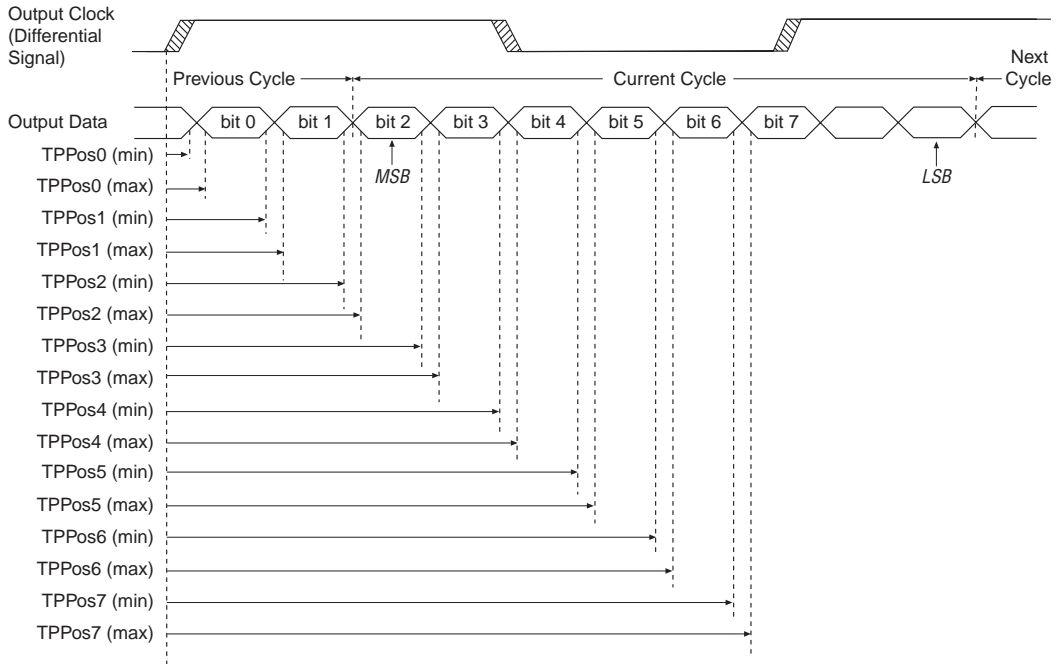 Output Clock
(Differential
Signal)
Previous Cycle
Current Cycle
Next
Cycle
Output Data
bit 0
bit 1
bit 2
bit 3
bit 4
bit 5
bit 6
bit 7
MSB
LSB
TPPos0 (min)
TPPos0 (max)
TPPos1 (min)
TPPos1 (max)
TPPos2 (min)
TPPos2 (max)
TPPos3 (min)
TPPos3 (max)
TPPos4 (min)
TPPos4 (max)
TPPos5 (min)
TPPos5 (max)
TPPos6 (min)
TPPos6 (max)
TPPos7 (min)
TPPos7 (max)